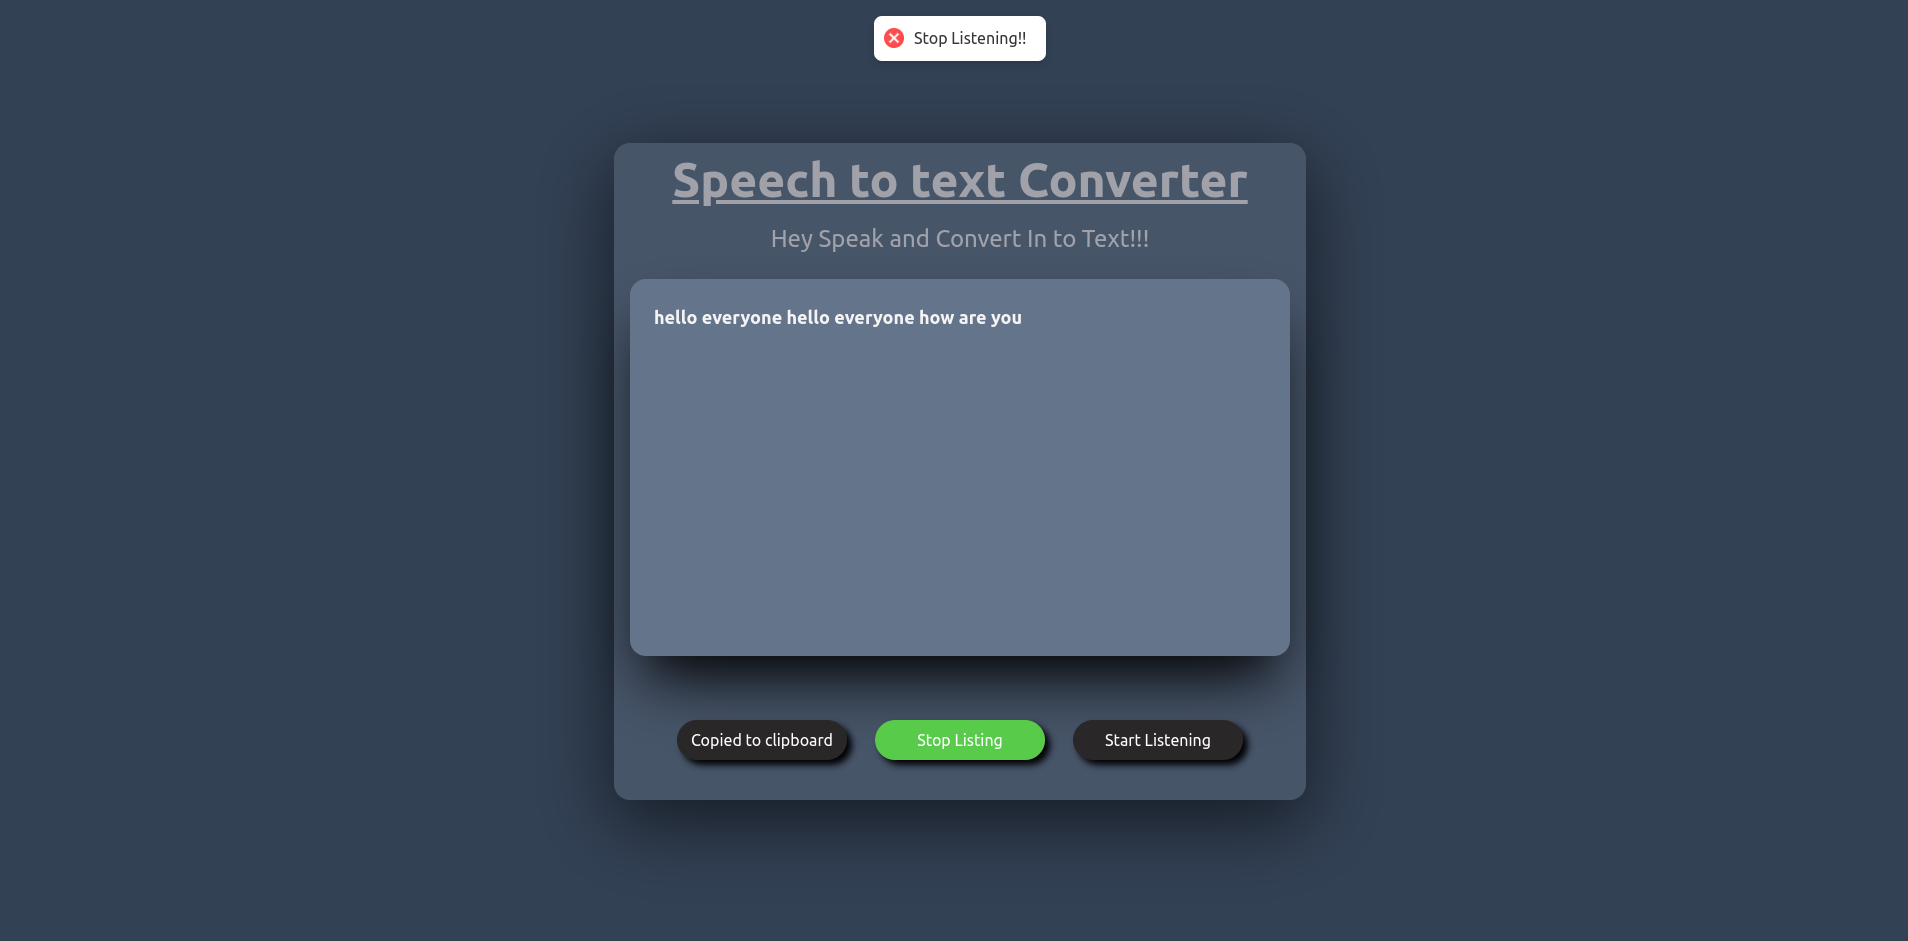 Stop Listening!!
Speech to text Converter
Hey Speak and Convert In to Text!!!
hello everyone hello everyone how are you
Copied to clipboard
Stop Listing
Start Listening